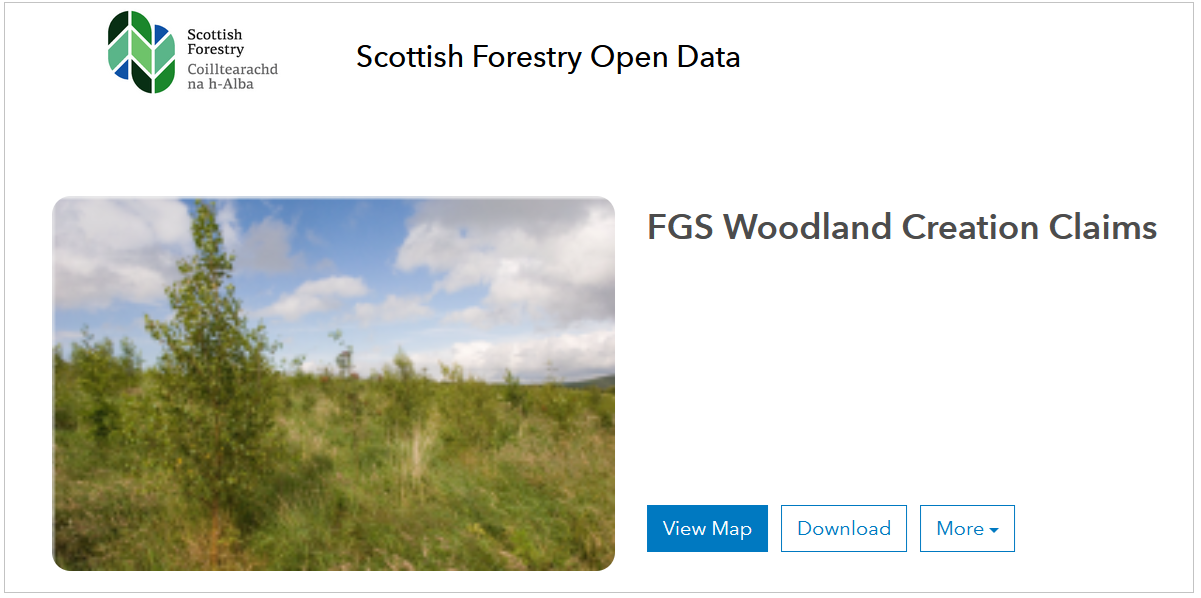 Scottish
Forestry
Coilltearachd
na h-Alba
Scottish Forestry Open Data
FGS Woodland Creation Claims
View Map
Download
More